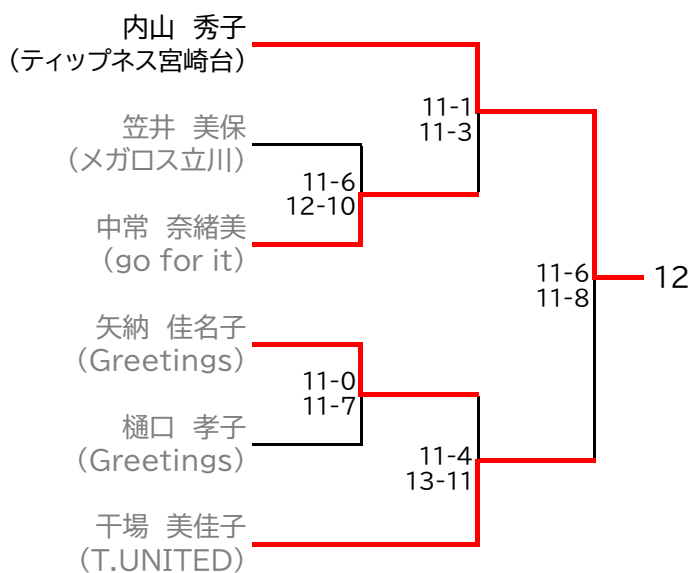 内山 秀子
(ティップネス宮崎台)
11-1
11-3
笠井 美保
(メガロス立川)
11-6
12-10
中常 奈緒美
(go for it)
11-6
11-8
12
矢納 佳名子
(Greetings)
11-0
11-7
樋口 孝子
(Greetings)
11-4
13-11
干場 美佳子
(T.UNITED)